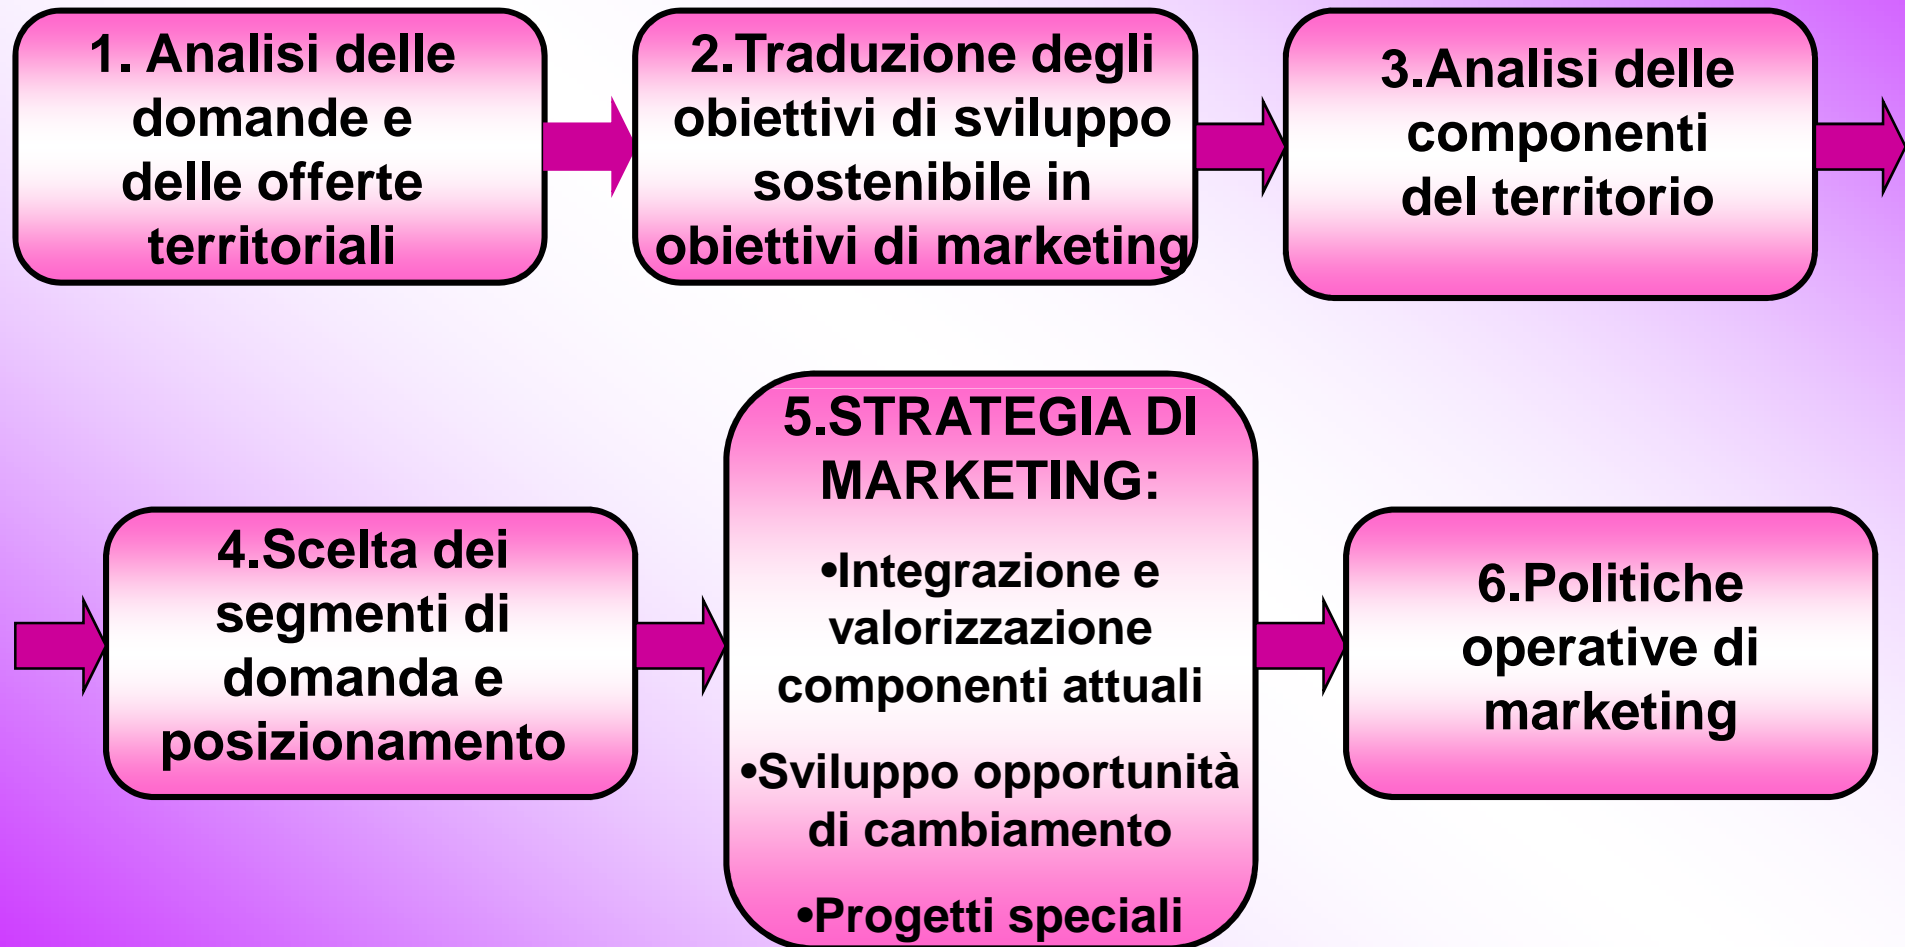 1. Analisi delle
domande e
delle offerte
territoriali
2.Traduzione degli
obiettivi di sviluppo
sostenibile in
obiettivi di marketing
3.Analisi delle
componenti
del territorio
4.Scelta dei
segmenti di
domanda e
posizionamento
5.STRATEGIA DI
MARKETING:
•Integrazione e
valorizzazione
componenti attuali
•Sviluppo opportunità
di cambiamento
•Progetti speciali
6.Politiche
operative di
marketing